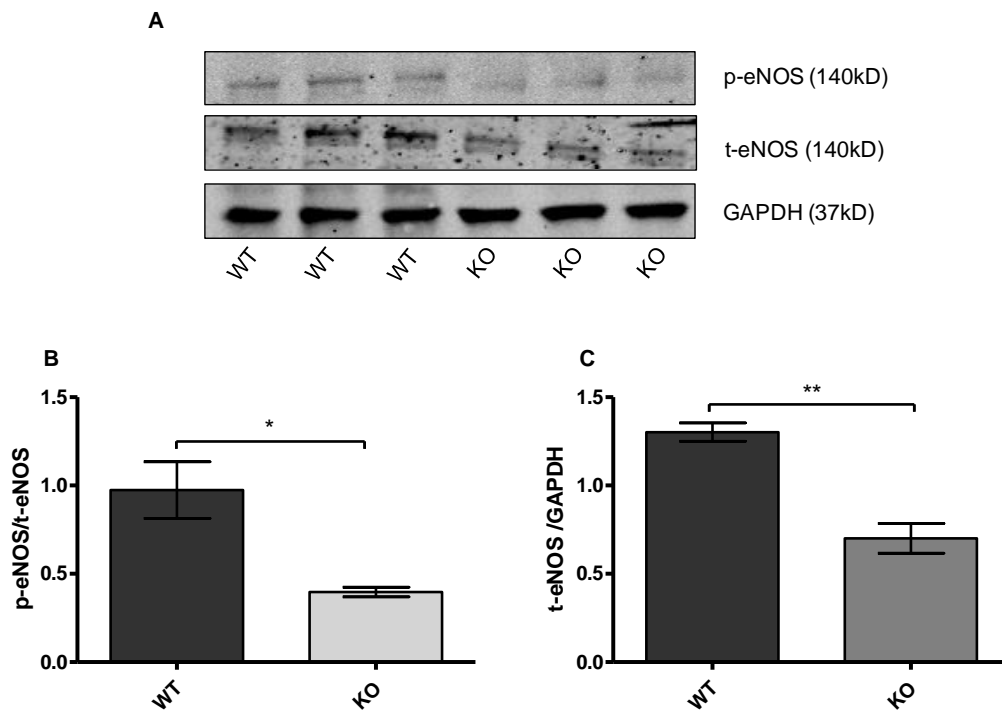 A
p-eNOS (140kD)
t-eNOS (140kD)
GAPDH (37kD)
WT WT WT KO KO KO
B
1.5
*
1.0
0.5
0.0
p-eNOS/t-eNOS
WT KO
C
1.5
**
1.0
0.5
0.0
t-eNOS /GAPDH
WT KO